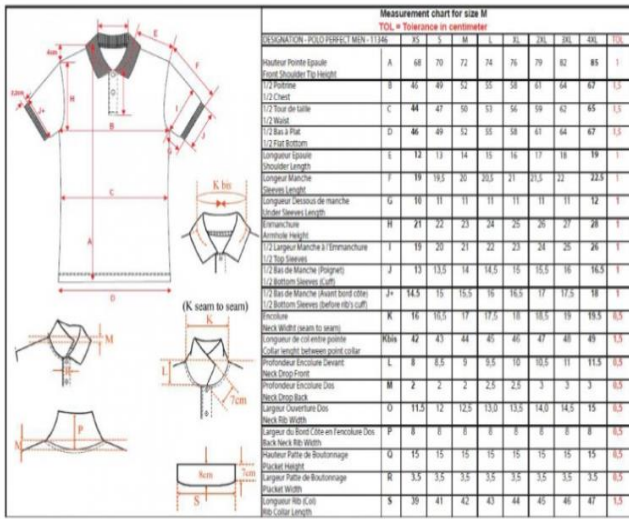 Measurement chart for size M
TOL = Tolerance in centimeter
DESIGNATION - POLO PERFECT MEN - 11346 XS S M L XL 2XL 3XL 4XL TOL
Hauteur Pointe Epaule
Front Shoulder Tip Height A 68 70 72 74 76 79 82 85 1
1/2 Poitrine
1/2 Chest B 46 49 52 55 58 61 64 67 1,5
1/2 Tour de taille
1/2 Waist C 44 47 50 53 56 59 62 65 1,5
1/2 Bas à Plat
1/2 Flat Bottom D 46 49 52 55 58 61 64 67 1,5
Longueur Epaule
Shoulder Length E 12 13 14 15 16 17 18 19 1
Longeur Manche
Sleeves Lenght F 19 19,5 20 20,5 21 21,5 22 22.5 1
Longueur Dessous de manche
Under Sleeves Length G 10 11 11 11 11 11 11 12 1
Enmanchure
Armhole Height H 21 22 23 24 25 26 27 28 1
1/2 Largeur Manche à l'Emmanchure
1/2 Top Sleeves I 19 20 21 22 23 24 25 26 1
1/2 Bas de Manche (Poignet)
1/2 Bottom Sleeves (Cuff) J 13 13,5 14 14,5 15 15,5 16 16.5 1
1/2 Bas de Manche (Avant bord côte)
1/2 Bottom Sleeves (before rib's cuff) J+ 14.5 15 15,5 16 16,5 17 17,5 18 1
Encolure
Neck Widht (seam to seam) K 16 16,5 17 17,5 18 18,5 19 19.5 0,5
Longueur de col entre pointe
Collar lenght between point collar Kbis 42 43 44 45 46 47 48 49 1,5
Profondeur Encolure Devant
Neck Drop Front L 8 8,5 9 9,5 10 10,5 11 11.5 0,5
Profondeur Encolure Dos
Neck Drop Back M 2 2 2 2,5 2,5 3 3 3 0,5
Largeur Ouverture Dos
Neck Rib Width O 11.5 12 12,5 13,0 13,5 14,0 14,5 15 0,5
Largeur du Bord Côte en l'encolure Dos
Back Neck Rib Width P 8 8 8 8 8 8 8 8 0,5
Hauteur Patte de Boutonnage
Placket Height Q 15 15 15 15 15 15 15 15 0,5
Largeur Patte de Boutonnage
Placket Width R 3.5 3,5 3,5 3,5 3,5 3,5 3,5 3.5 0,5
Longueur Rib (Col)
Rib Collar Length S 39 41 42 43 44 45 46 47 1,5
E
F
H
I
J+
J
B
G
C
A
D
K bis
(K seam to seam)
K
M
L
7cm
P
M
8cm
7cm
S